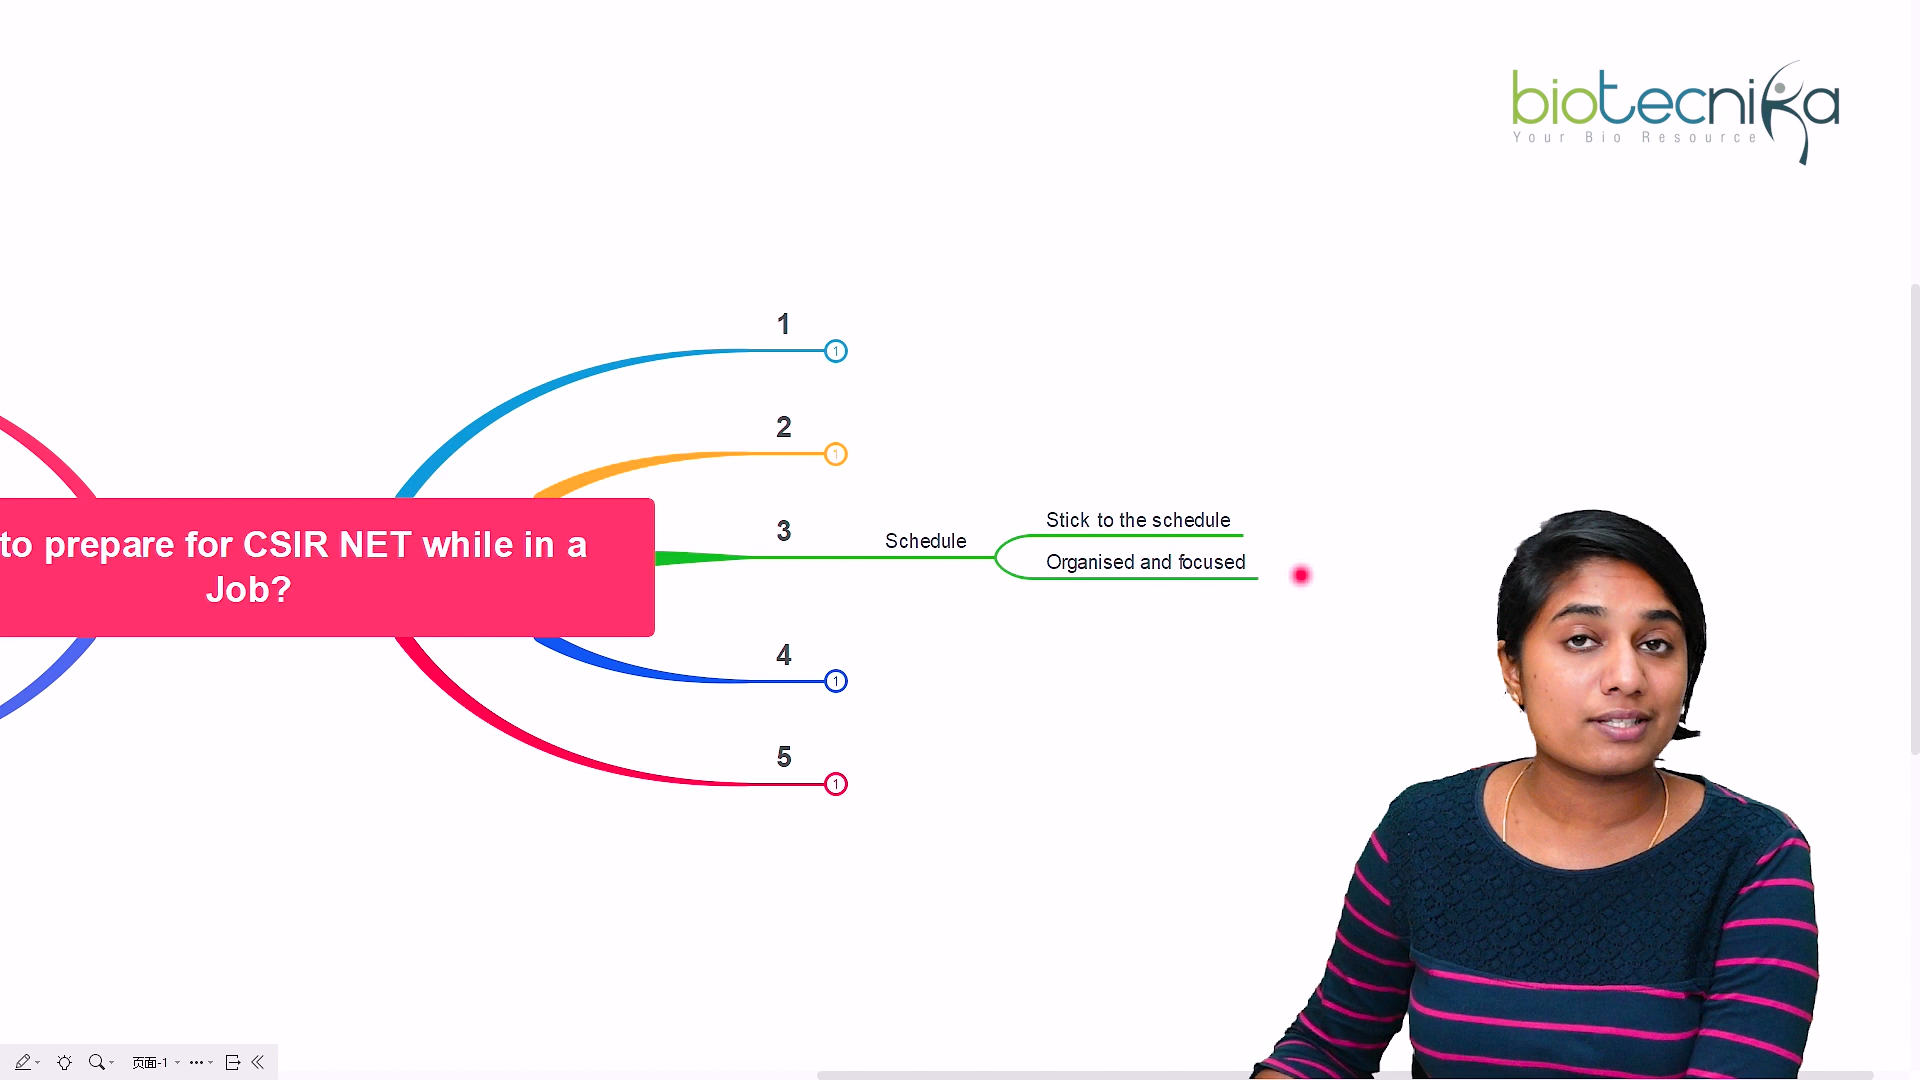 biotecnika
Your Bio Resource
1
1
2
1
to prepare for CSIR NET while in a
Job?
3
Schedule
Stick to the schedule
Organised and focused
4
1
5
1
页面-1